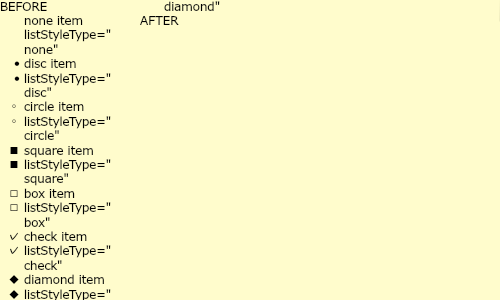 BEFORE
none item
listStyleType="
none"
• disc item
• listStyleType="
disc"
◦ circle item
◦ listStyleType="
circle"
■ square item
■ listStyleType="
square"
□ box item
□ listStyleType="
box"
✓ check item
✓ listStyleType="
check"
◆ diamond item
◆ listStyleType="
diamond"
AFTER